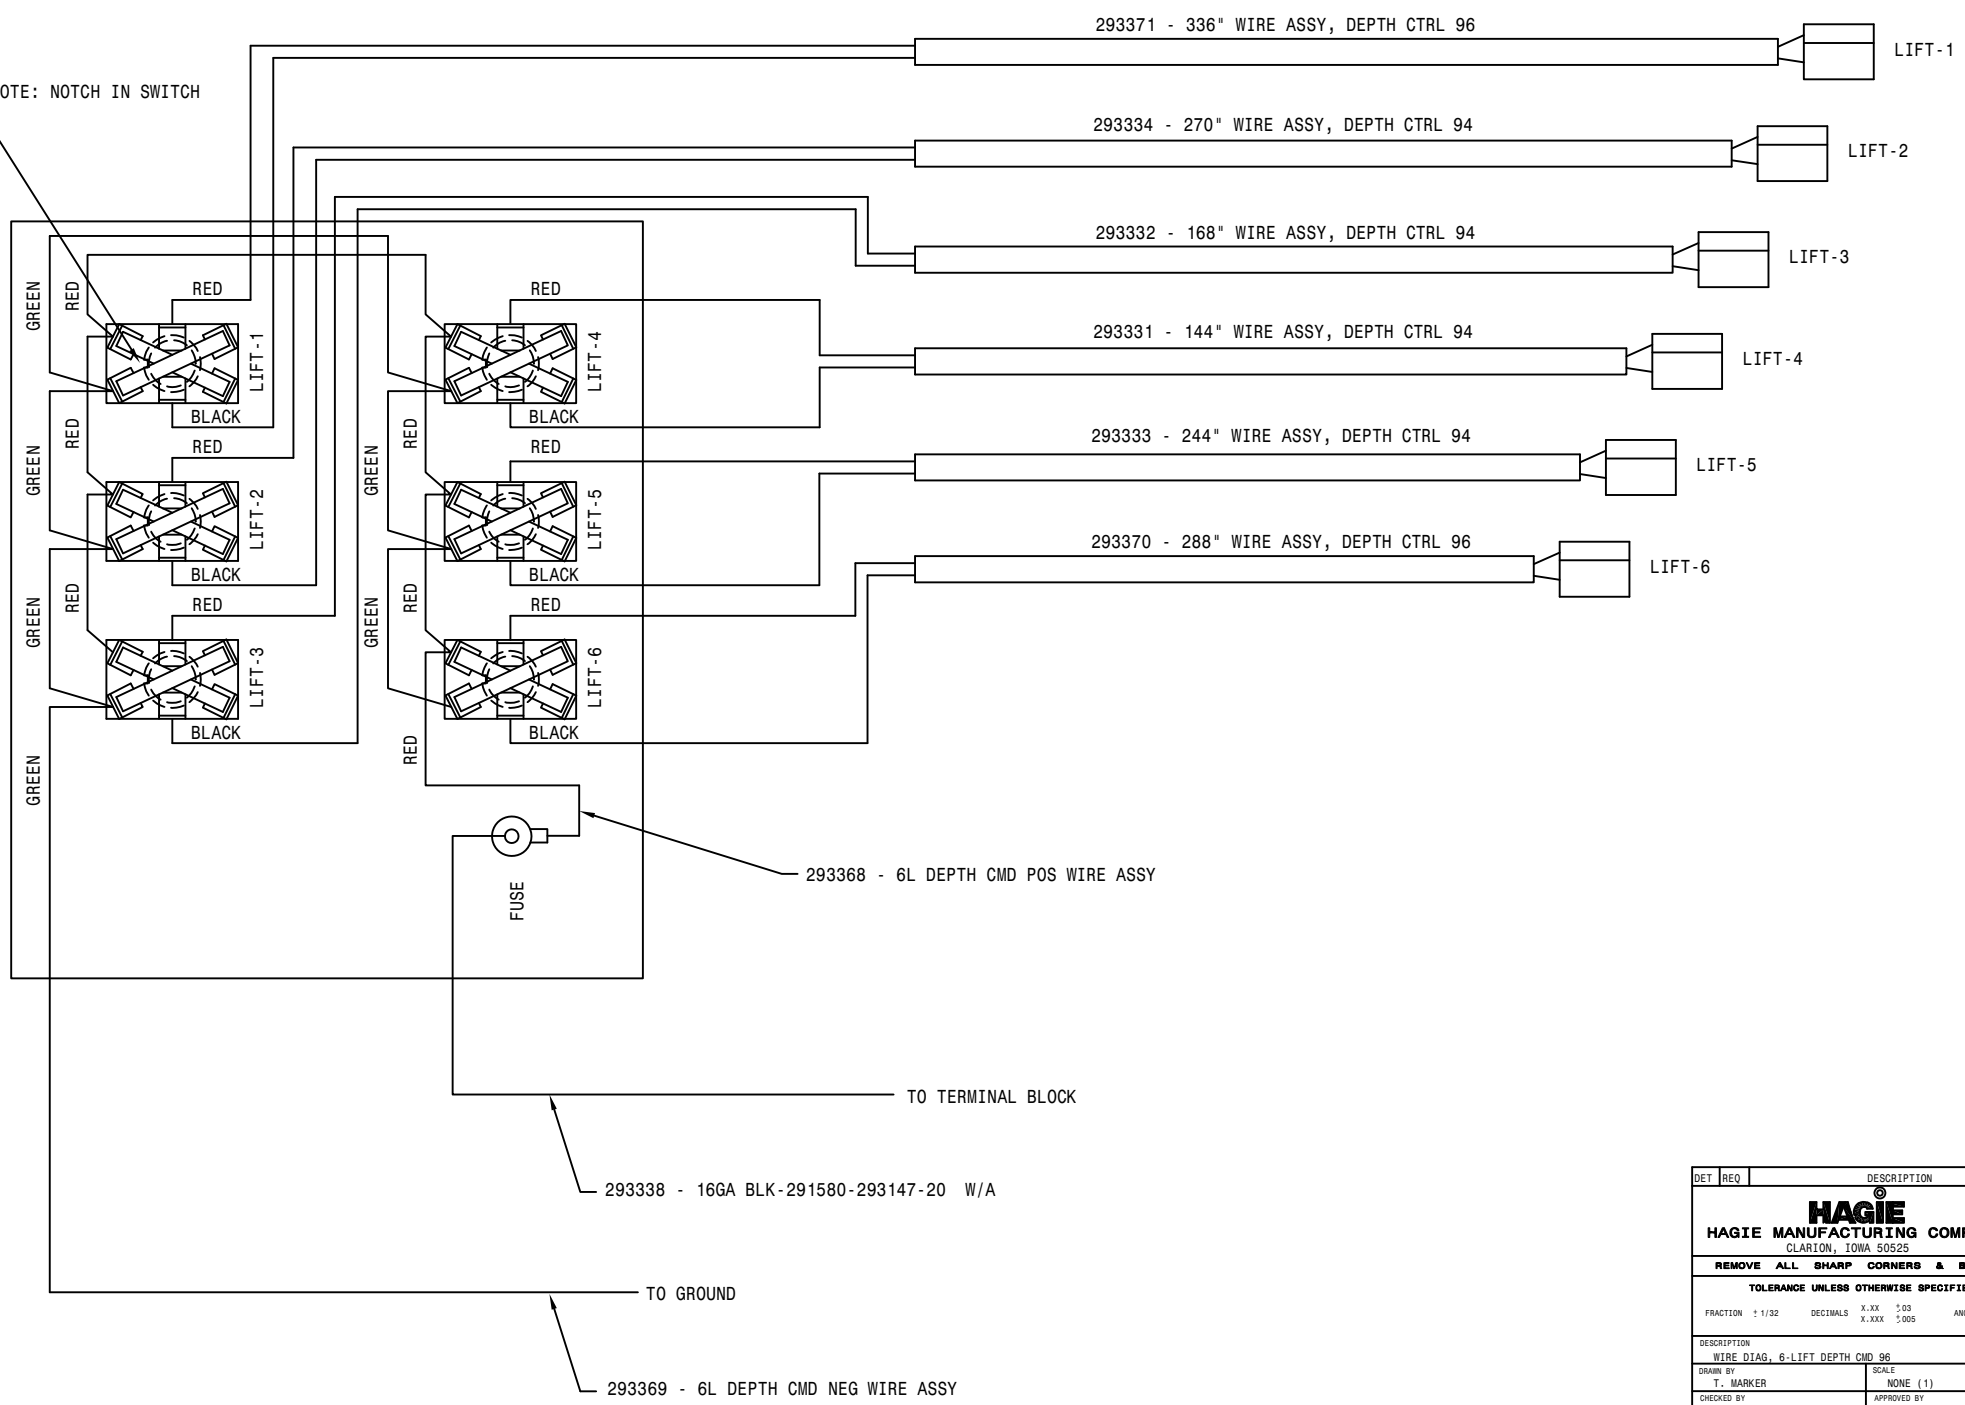 293371 - 336" WIRE ASSY, DEPTH CTRL 96
LIFT-1
OTE: NOTCH IN SWITCH
293334 - 270" WIRE ASSY, DEPTH CTRL 94
LIFT-2
293332 - 168" WIRE ASSY, DEPTH CTRL 94
LIFT-3
GREEN
RED
RED
LIFT-1
BLACK
RED
LIFT-4
BLACK
293331 - 144" WIRE ASSY, DEPTH CTRL 94
LIFT-4
GREEN
RED
RED
LIFT-2
BLACK
GREEN
RED
RED
LIFT-5
BLACK
293333 - 244" WIRE ASSY, DEPTH CTRL 94
LIFT-5
293370 - 288" WIRE ASSY, DEPTH CTRL 96
LIFT-6
GREEN
RED
RED
LIFT-3
BLACK
GREEN
RED
RED
LIFT-6
BLACK
GREEN
RED
FUSE
293368 - 6L DEPTH CMD POS WIRE ASSY
TO TERMINAL BLOCK
293338 - 16GA BLK-291580-293147-20 W/A
TO GROUND
293369 - 6L DEPTH CMD NEG WIRE ASSY
DET REQ DESCRIPTION
HAGIE
HAGIE MANUFACTURING COM
CLARION, IOWA 50525
REMOVE ALL SHARP CORNERS & B
TOLERANCE UNLESS OTHERWISE SPECIFIE
FRACTION ± 1/32 DECIMALS X.XX ±.03 AN
X.XXX ±.005
DESCRIPTION
WIRE DIAG, 6-LIFT DEPTH CMD 96
DRAWN BY SCALE
T. MARKER NONE (1)
CHECKED BY APPROVED BY